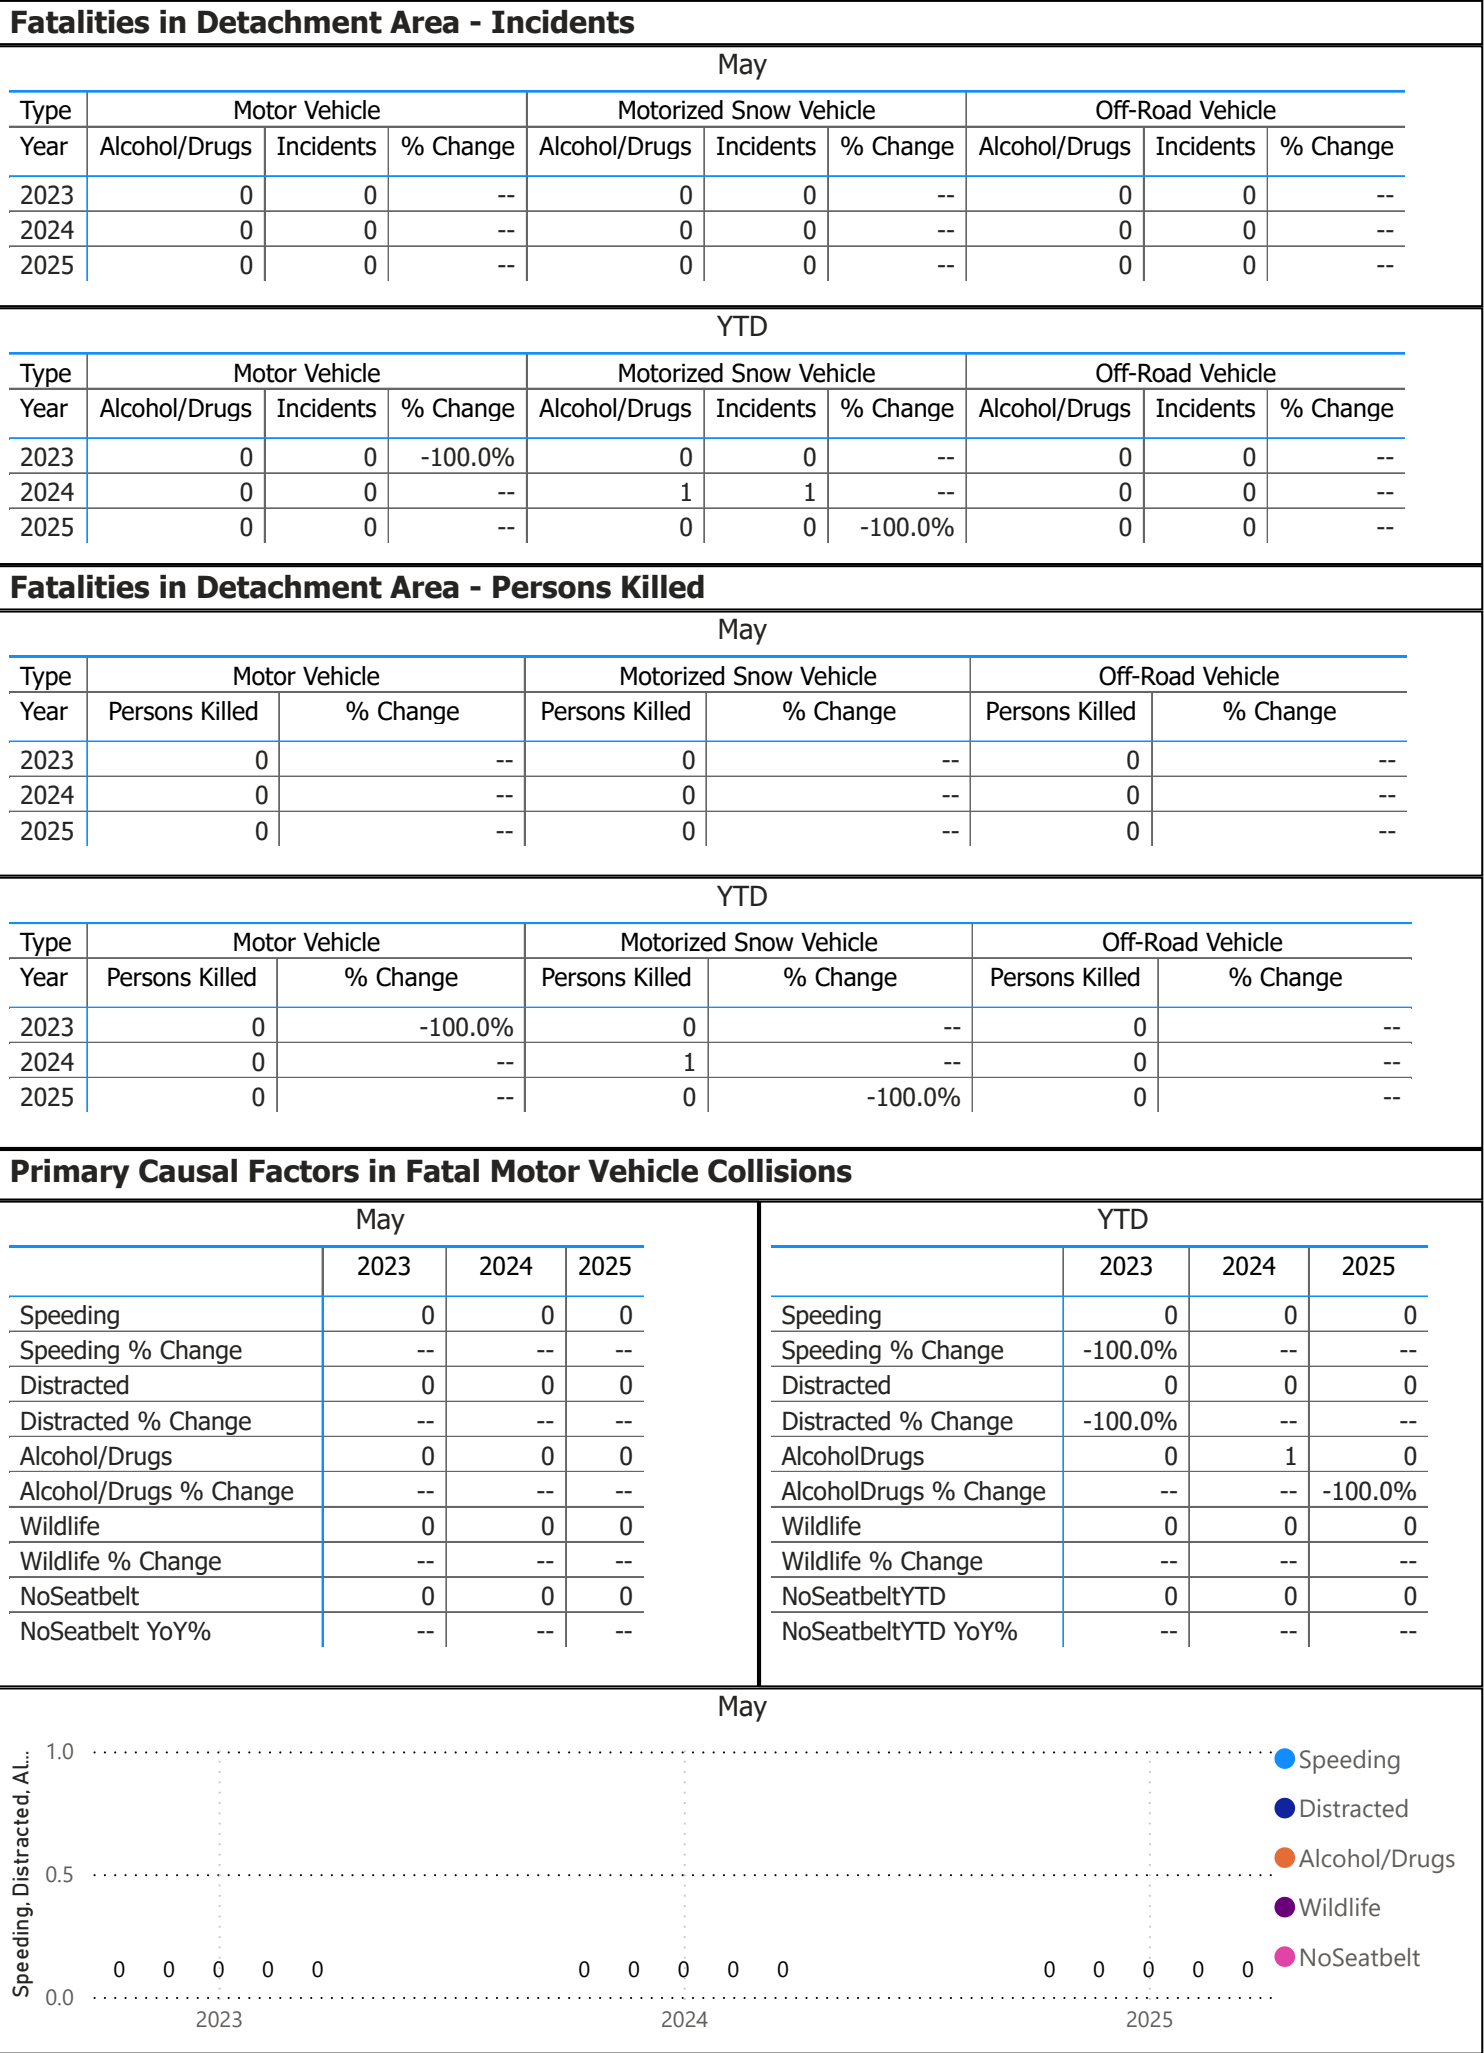 Fatalities in Detachment Area - Incidents
May
Type Motor Vehicle Motorized Snow Vehicle Off-Road Vehicle
Year Alcohol/Drugs Incidents % Change Alcohol/Drugs Incidents % Change Alcohol/Drugs Incidents % Change
2023 0 0 -- 0 0 -- 0 0 --
2024 0 0 -- 0 0 -- 0 0 --
2025 0 0 -- 0 0 -- 0 0 --
YTD
Type Motor Vehicle Motorized Snow Vehicle Off-Road Vehicle
Year Alcohol/Drugs Incidents % Change Alcohol/Drugs Incidents % Change Alcohol/Drugs Incidents % Change
2023 0 0 -100.0% 0 0 -- 0 0 --
2024 0 0 -- 1 1 -- 0 0 --
2025 0 0 -- 0 0 -100.0% 0 0 --
Fatalities in Detachment Area - Persons Killed
May
Type Motor Vehicle Motorized Snow Vehicle Off-Road Vehicle
Year Persons Killed % Change Persons Killed % Change Persons Killed % Change
2023 0 -- 0 -- 0 --
2024 0 -- 0 -- 0 --
2025 0 -- 0 -- 0 --
YTD
Type Motor Vehicle Motorized Snow Vehicle Off-Road Vehicle
Year Persons Killed % Change Persons Killed % Change Persons Killed % Change
2023 0 -100.0% 0 -- 0 --
2024 0 -- 1 -- 0 --
2025 0 -- 0 -100.0% 0 --
Primary Causal Factors in Fatal Motor Vehicle Collisions
May
2023 2024 2025
Speeding 0 0 0
Speeding % Change -- -- --
Distracted 0 0 0
Distracted % Change -- -- --
Alcohol/Drugs 0 0 0
Alcohol/Drugs % Change -- -- --
Wildlife 0 0 0
Wildlife % Change -- -- --
NoSeatbelt 0 0 0
NoSeatbelt YoY% -- -- --
YTD
2023 2024 2025
Speeding 0 0 0
Speeding % Change -100.0% -- --
Distracted 0 0 0
Distracted % Change -100.0% -- --
AlcoholDrugs 0 1 0
AlcoholDrugs % Change -- -- -100.0%
Wildlife 0 0 0
Wildlife % Change -- -- --
NoSeatbeltYTD 0 0 0
NoSeatbeltYTD YoY% -- -- --
May
Speeding, Distracted, Al...
1.0
0.5
0.0
0 0 0 0 0 0 0 0 0 0 0 0 0 0 0
2023 2024 2025
Speeding
Distracted
Alcohol/Drugs
Wildlife
NoSeatbelt